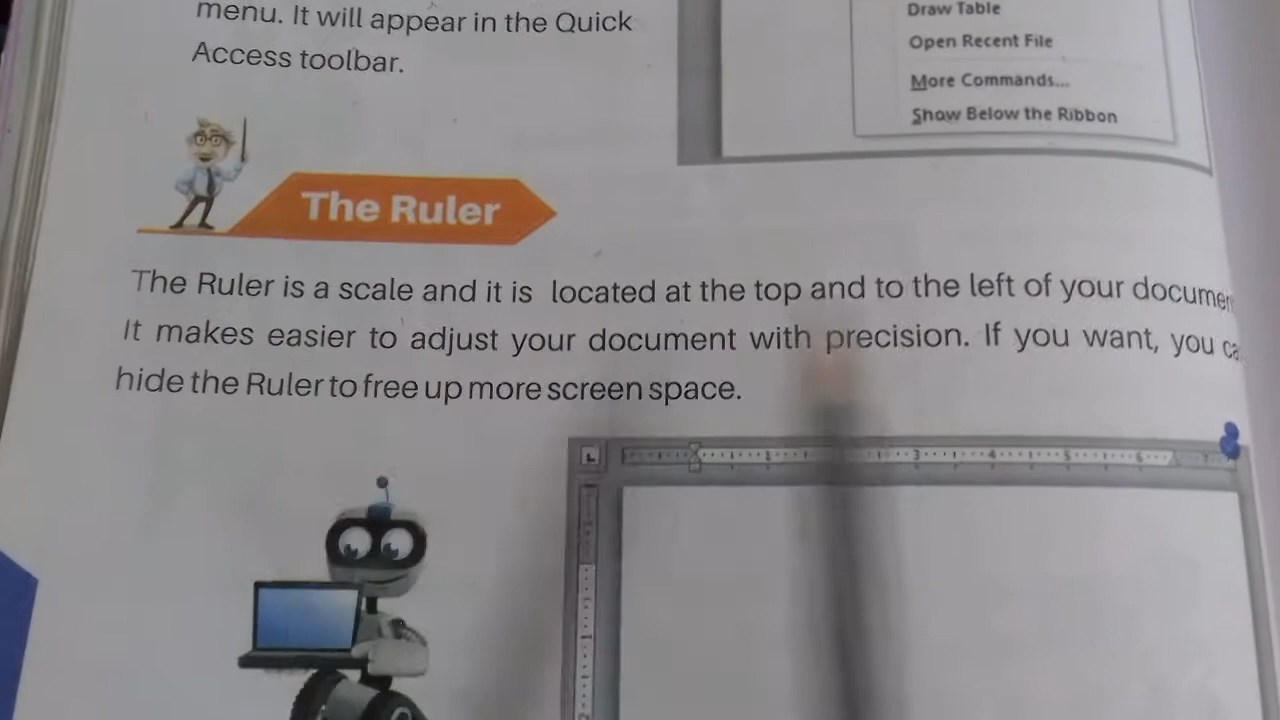 menu. It will appear in the Quick
Access toolbar.
Draw Table
Open Recent File
More Commands...
Show Below the Ribbon
The Ruler
The Ruler is a scale and it is located at the top and to the left of your documen
It makes easier to adjust your document with precision. If you want, you ca
hide the Ruler to free up more screen space.